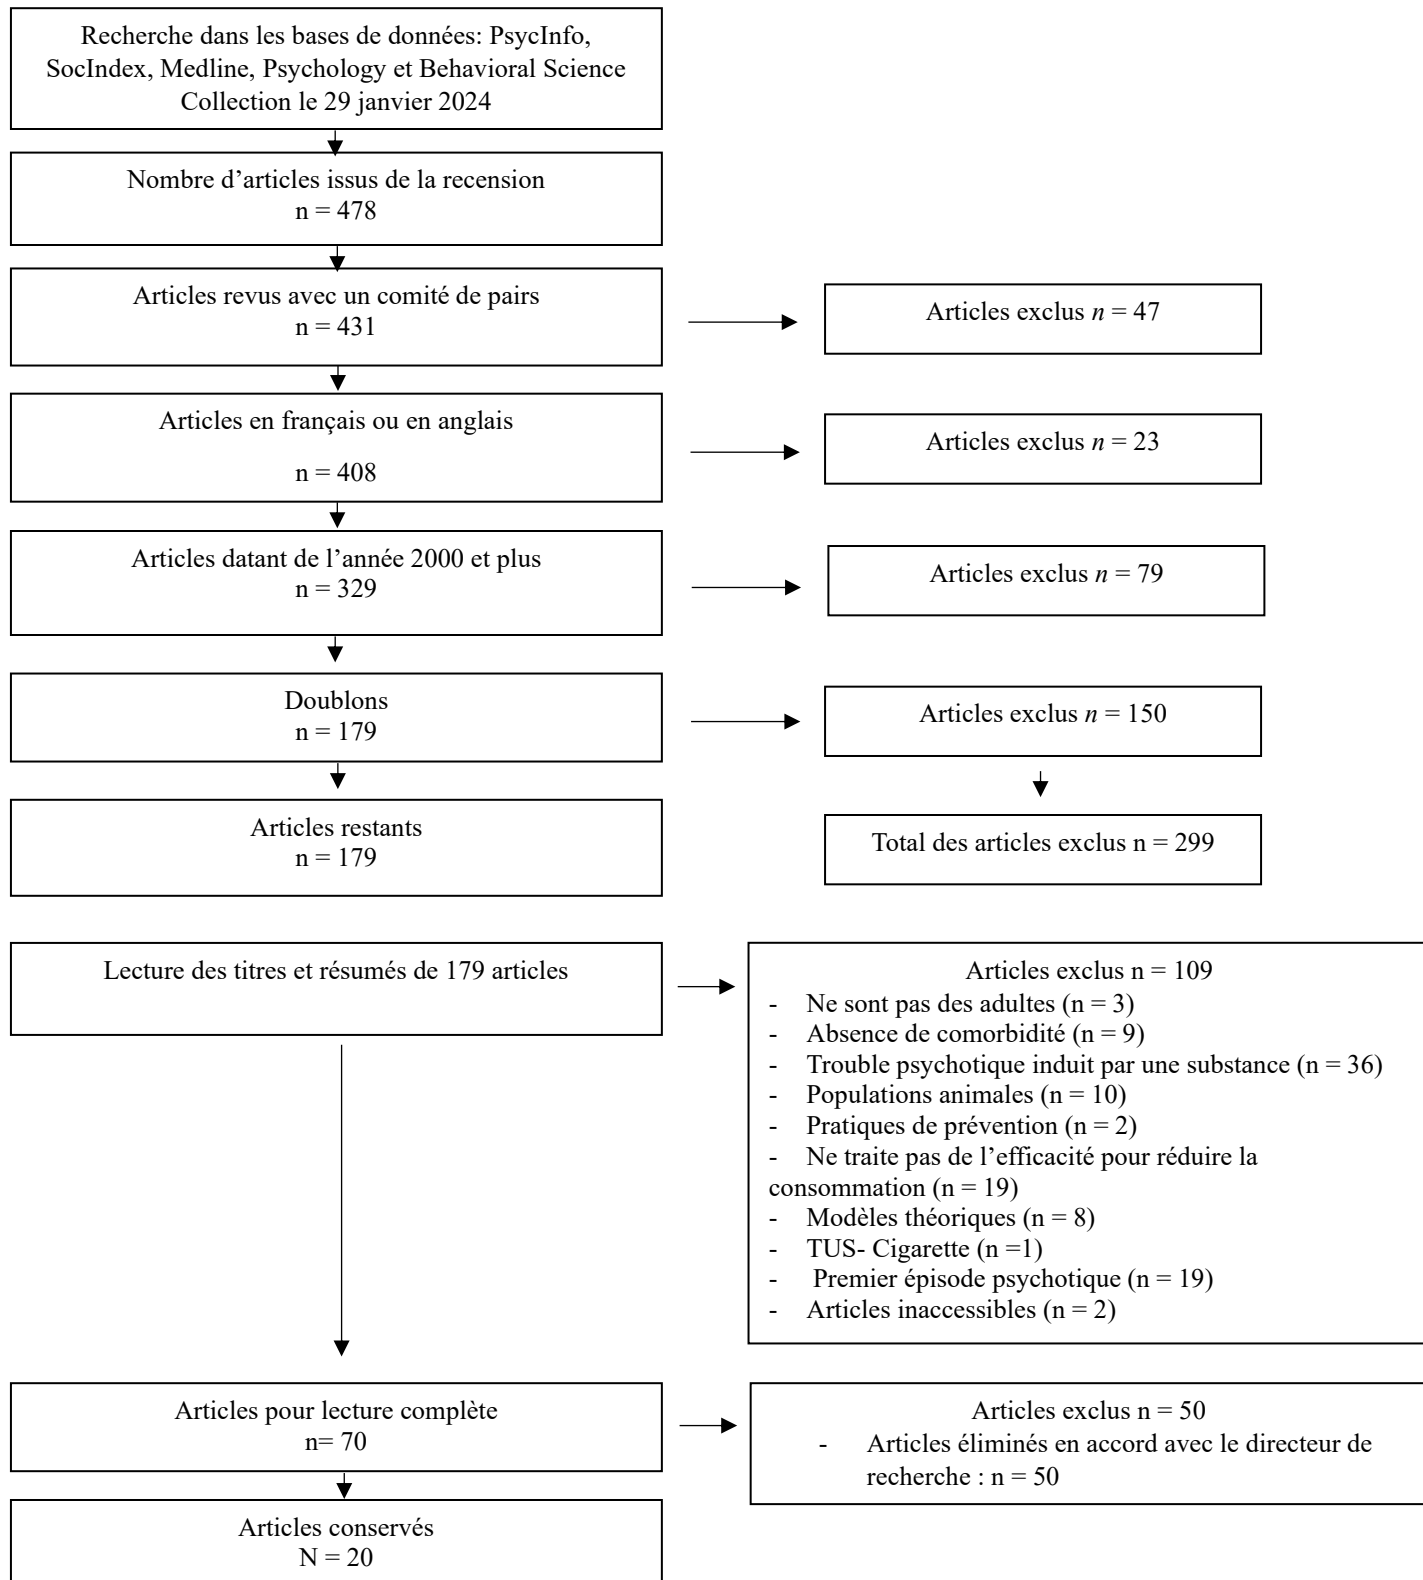 Recherche dans les bases de données: PsycInfo,
SocIndex, Medline, Psychology et Behavioral Science
Collection le 29 janvier 2024
Nombre d’articles issus de la recension
n = 478
Articles revus avec un comité de pairs
n = 431
Articles exclus n = 47
Articles en français ou en anglais
n = 408
Articles exclus n = 23
Articles datant de l’année 2000 et plus
n = 329
Articles exclus n = 79
Doublons
n = 179
Articles exclus n = 150
Articles restants
n = 179
Total des articles exclus n = 299
Lecture des titres et résumés de 179 articles
Articles exclus n = 109
- Ne sont pas des adultes (n = 3)
- Absence de comorbidité (n = 9)
- Trouble psychotique induit par une substance (n = 36)
- Populations animales (n = 10)
- Pratiques de prévention (n = 2)
- Ne traite pas de l’efficacité pour réduire la
consommation (n = 19)
- Modèles théoriques (n = 8)
- TUS- Cigarette (n =1)
- Premier épisode psychotique (n = 19)
- Articles inaccessibles (n = 2)
Articles pour lecture complète
n= 70
Articles exclus n = 50
- Articles éliminés en accord avec le directeur de
recherche : n = 50
Articles conservés
N = 20